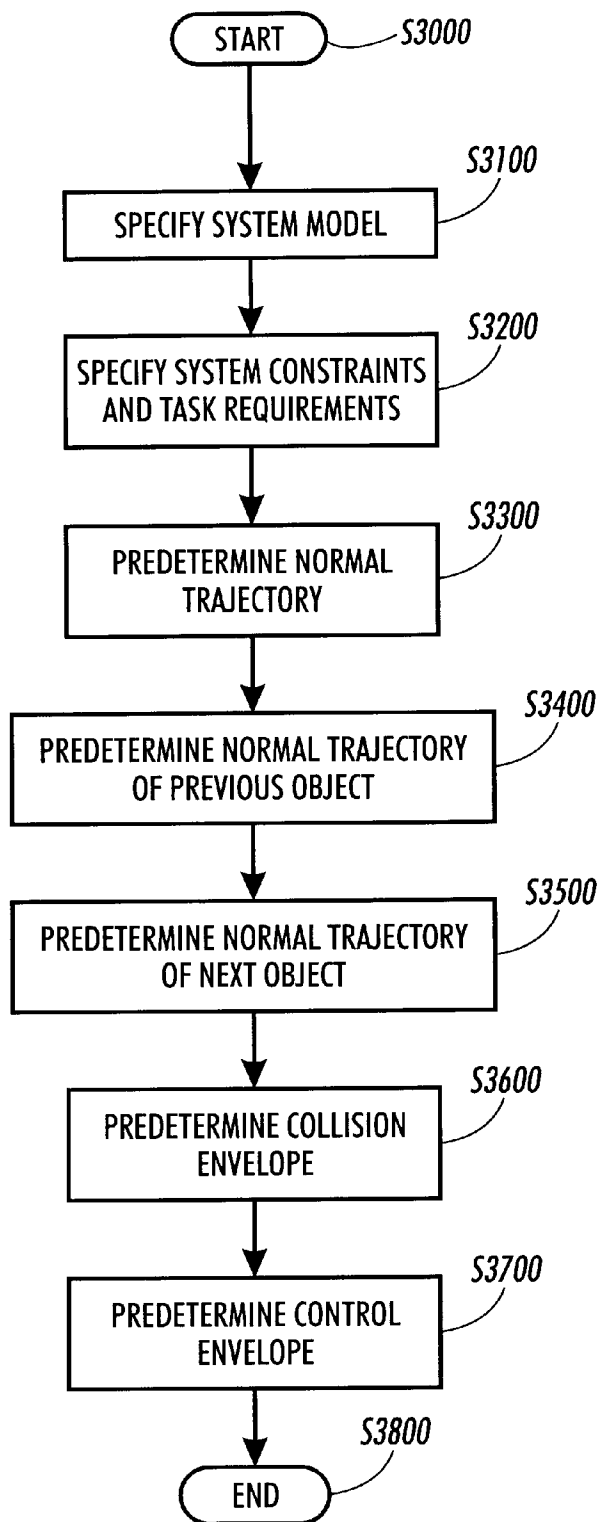 START
S3000
S3100
SPECIFY SYSTEM MODEL
S3200
SPECIFY SYSTEM CONSTRAINTS
AND TASK REQUIREMENTS
S3300
PREDETERMINE NORMAL
TRAJECTORY
S3400
PREDETERMINE NORMAL TRAJECTORY
OF PREVIOUS OBJECT
S3500
PREDETERMINE NORMAL TRAJECTORY
OF NEXT OBJECT
S3600
PREDETERMINE COLLISION
ENVELOPE
S3700
PREDETERMINE CONTROL
ENVELOPE
S3800
END